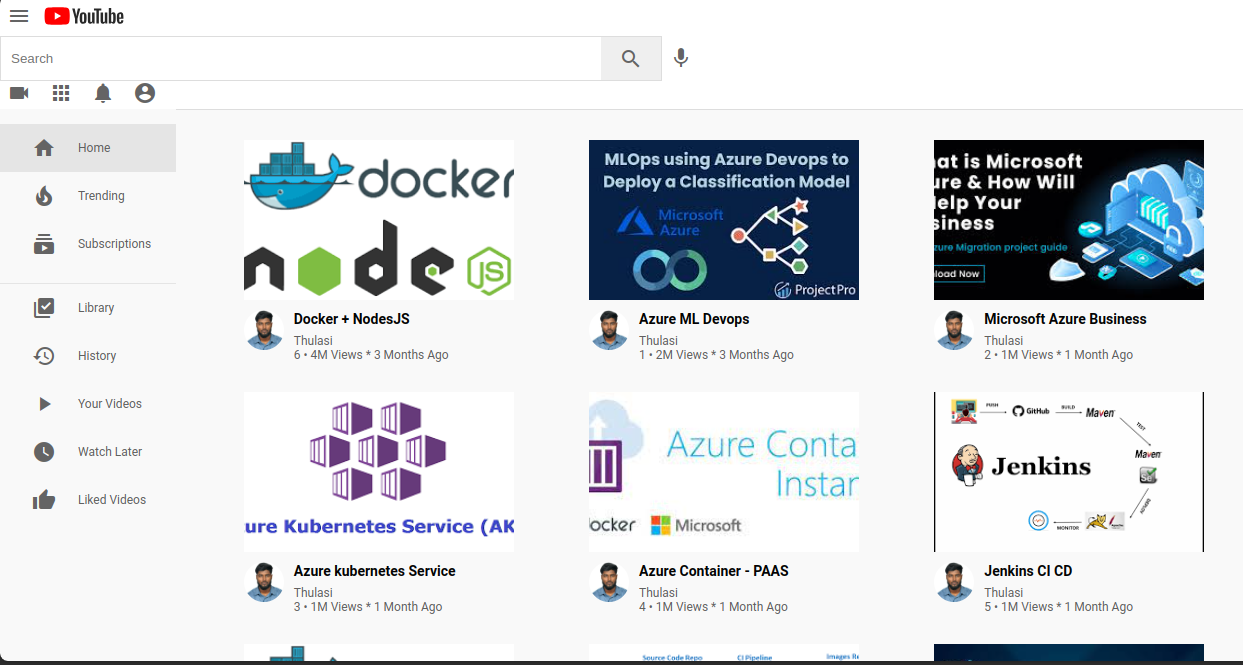 YouTube
Search
Home
Trending
Subscriptions
Library
History
Your Videos
Watch Later
Liked Videos
docker
node
JS
Docker + NodesJS
Thulasi
6 • 4M Views * 3 Months Ago
MLOps using Azure Devops to
Deploy a Classification Model
Microsoft
Azure
ProjectPro
Azure ML Devops
Thulasi
1 • 2M Views * 3 Months Ago
at is Microsoft
ure & How Will
elp Your
siness
zure Migration project guide
load Now
Microsoft Azure Business
Thulasi
2 • 1M Views * 1 Month Ago
ure Kubernetes Service (AK
Azure kubernetes Service
Thulasi
3 • 1M Views * 1 Month Ago
Azure Conta
Instar
ocker Microsoft
Azure Container - PAAS
Thulasi
4 • 1M Views * 1 Month Ago
PUSH
GitHub
BUILD
Maven
TEST
Maven
Jenkins
Se
DEPLOY
MONITOR
Jenkins CI CD
Thulasi
5 • 1M Views * 1 Month Ago
Source Code Repo
CI Pipeline
Images Re